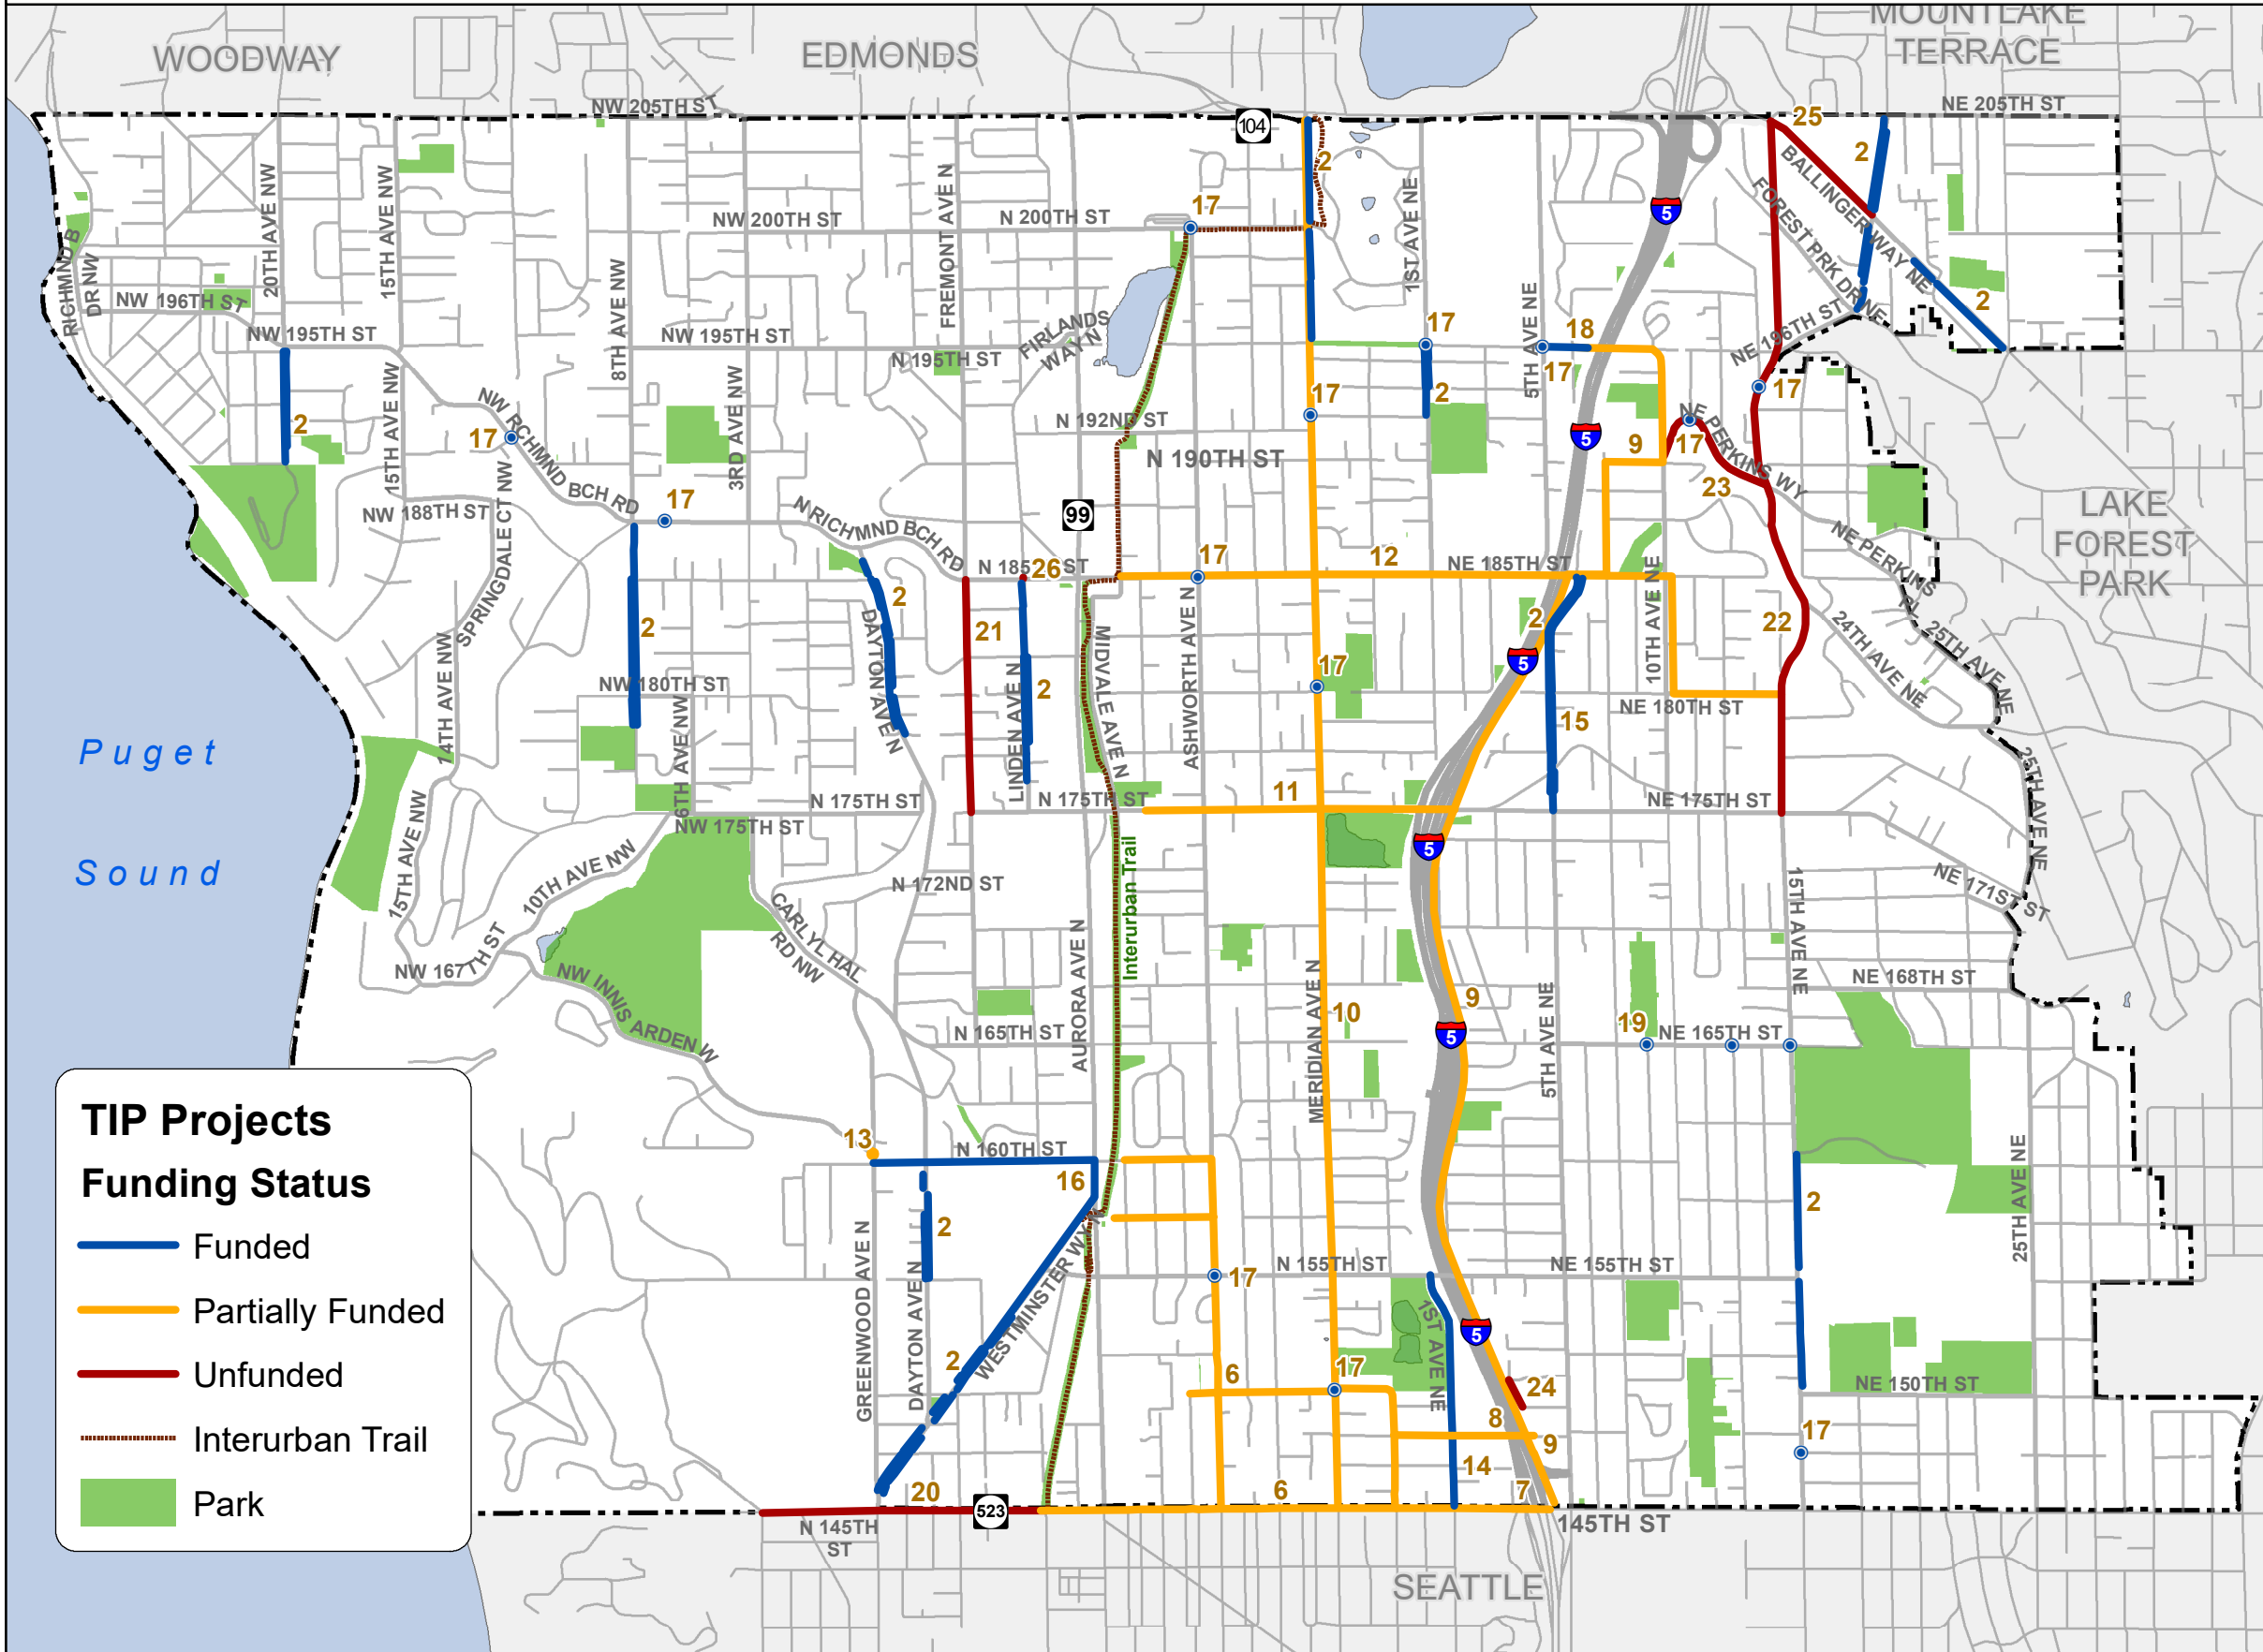 WOODWAY
EDMONDS
MOUNTLAKE
TERRACE
NW 205TH ST
104
25
NE 205TH ST
2
2
BALLINGER WAY NE
FOREST PRK DR NE
20TH AVE NW
15TH AVE NW
FREMONT AVE N
1ST AVE NE
5
17
NW 200TH ST
N 200TH ST
RICHMND B
DR NW
NW 196TH ST
8TH AVE NW
2
NE 196TH ST
NW 195TH ST
NW 195TH ST
N 195TH ST
FIRLANDS
WAY N
17
5TH AVE NE
18
17
17
2
17
2
15TH AVE NW
NW RCHMND BCH RD
17
3RD AVE NW
N 192ND ST
N 190TH ST
5
9
17
NE PERKINS WY
23
LAKE
FOREST
PARK
NW 188TH ST
SPRINGDALE CT NW
17
N RICHMND BCH RD
99
N 185 ST
26
17
12
NE 185TH ST
10TH AVE NE
NE PERKINS
PL
2
DAYTON AVE N
2
21
LINDEN AVE N
2
MIDVALE AVE N
ASHWORTH AVE N
17
2
5
22
24TH AVE NE
25TH AVE NE
14TH AVE NW
NW 180TH ST
6TH AVE NW
15
NE 180TH ST
25TH AVE NE
Puget
Sound
N 175TH ST
N 175TH ST
11
NE 175TH ST
NW 175TH ST
5
15TH AVE NW
10TH AVE NW
N 172ND ST
Interurban Trail
15TH AVE NE
NE 171ST ST
CARLYL HAL
RD NW
NW 167TH ST
NW INNIS ARDEN W
AURORA AVE N
MERIDIAN AVE N
10
9
5
5TH AVE NE
NE 168TH ST
N 165TH ST
19
NE 165TH ST
13
N 160TH ST
16
2
2
25TH AVE NE
GREENWOOD AVE N
DAYTON AVE N
WESTMINSTER WY N
N 155TH ST
NE 155TH ST
17
1ST AVE NE
5
2
6
17
24
NE 150TH ST
8
9
17
14
20
6
7
6
523
N 145TH
ST
145TH ST
SEATTLE
TIP Projects
Funding Status
Funded
Partially Funded
Unfunded
Interurban Trail
Park